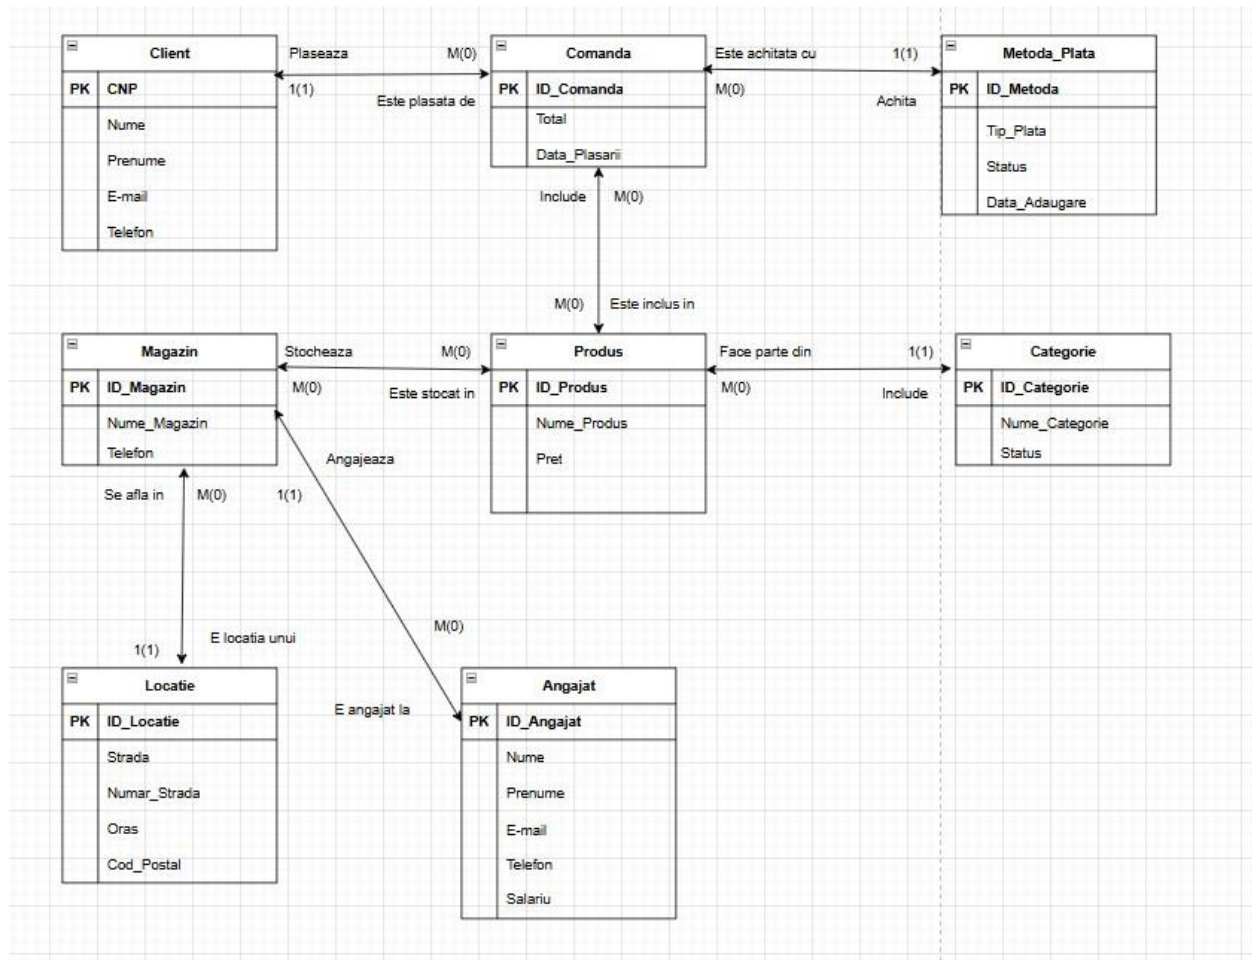 Client
PK CNP
Nume
Prenume
E-mail
Telefon
Plaseaza M(0)
1(1) Este plasata de
Comanda
PK ID_Comanda
Total
Data_Plasarii
Este achitata cu 1(1)
M(0) Achita
Metoda_Plata
PK ID_Metoda
Tip_Plata
Status
Data_Adaugare
Include M(0)
M(0) Este inclus in
Magazin
PK ID_Magazin
Nume_Magazin
Telefon
Stocheaza M(0)
M(0) Este stocat in
Produs
PK ID_Produs
Nume_Produs
Pret
Face parte din 1(1)
M(0) Include
Categorie
PK ID_Categorie
Nume_Categorie
Status
Angajeaza
Se afla in M(0) 1(1)
M(0)
E locatia unui
1(1)
E angajat la
Locatie
PK ID_Locatie
Strada
Numar_Strada
Oras
Cod_Postal
Angajat
PK ID_Angajat
Nume
Prenume
E-mail
Telefon
Salariu